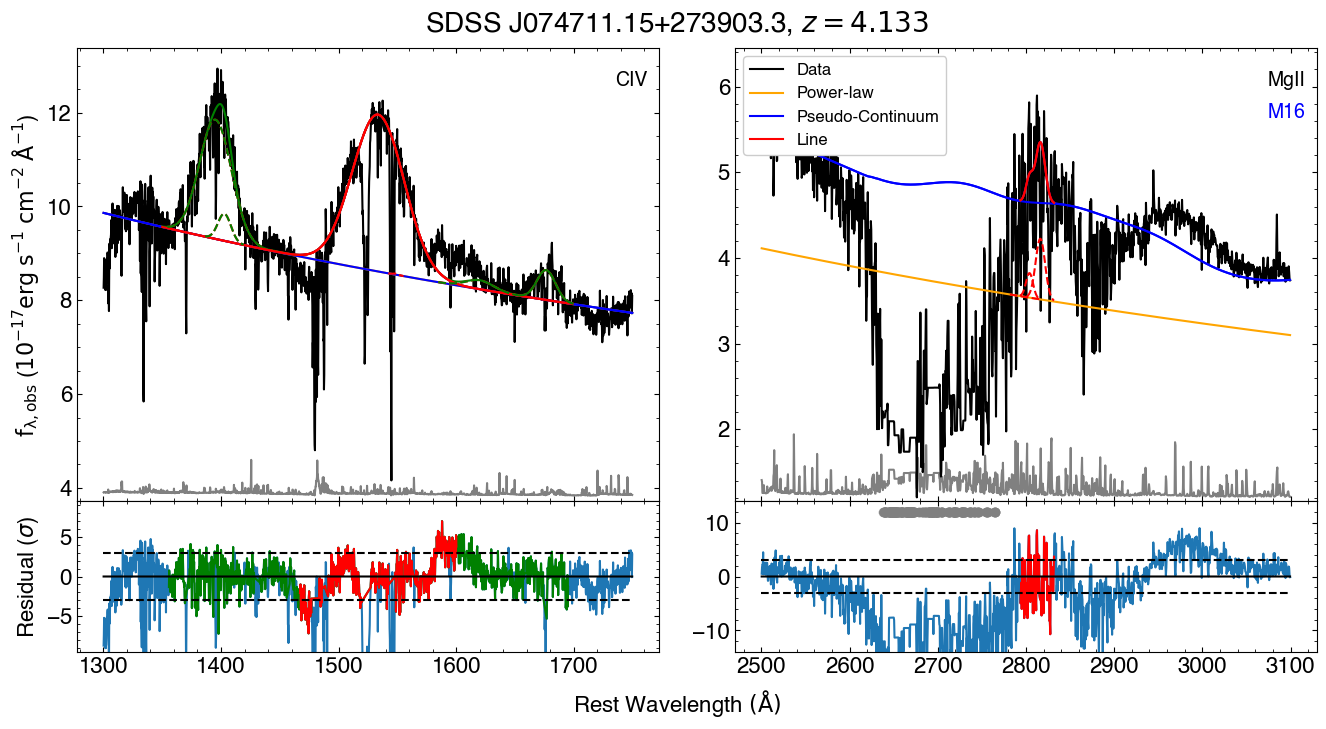 SDSS J074711.15+273903.3, z = 4.133
CIV
12
10
8
6
4
f_λ,obs (10⁻¹⁷ erg s⁻¹ cm⁻² Å⁻¹)
Data
Power-law
Pseudo-Continuum
Line
MgII
M16
6
5
4
3
2
5
0
−5
Residual (σ)
10
0
−10
1300 1400 1500 1600 1700
2500 2600 2700 2800 2900 3000 3100
Rest Wavelength (Å)